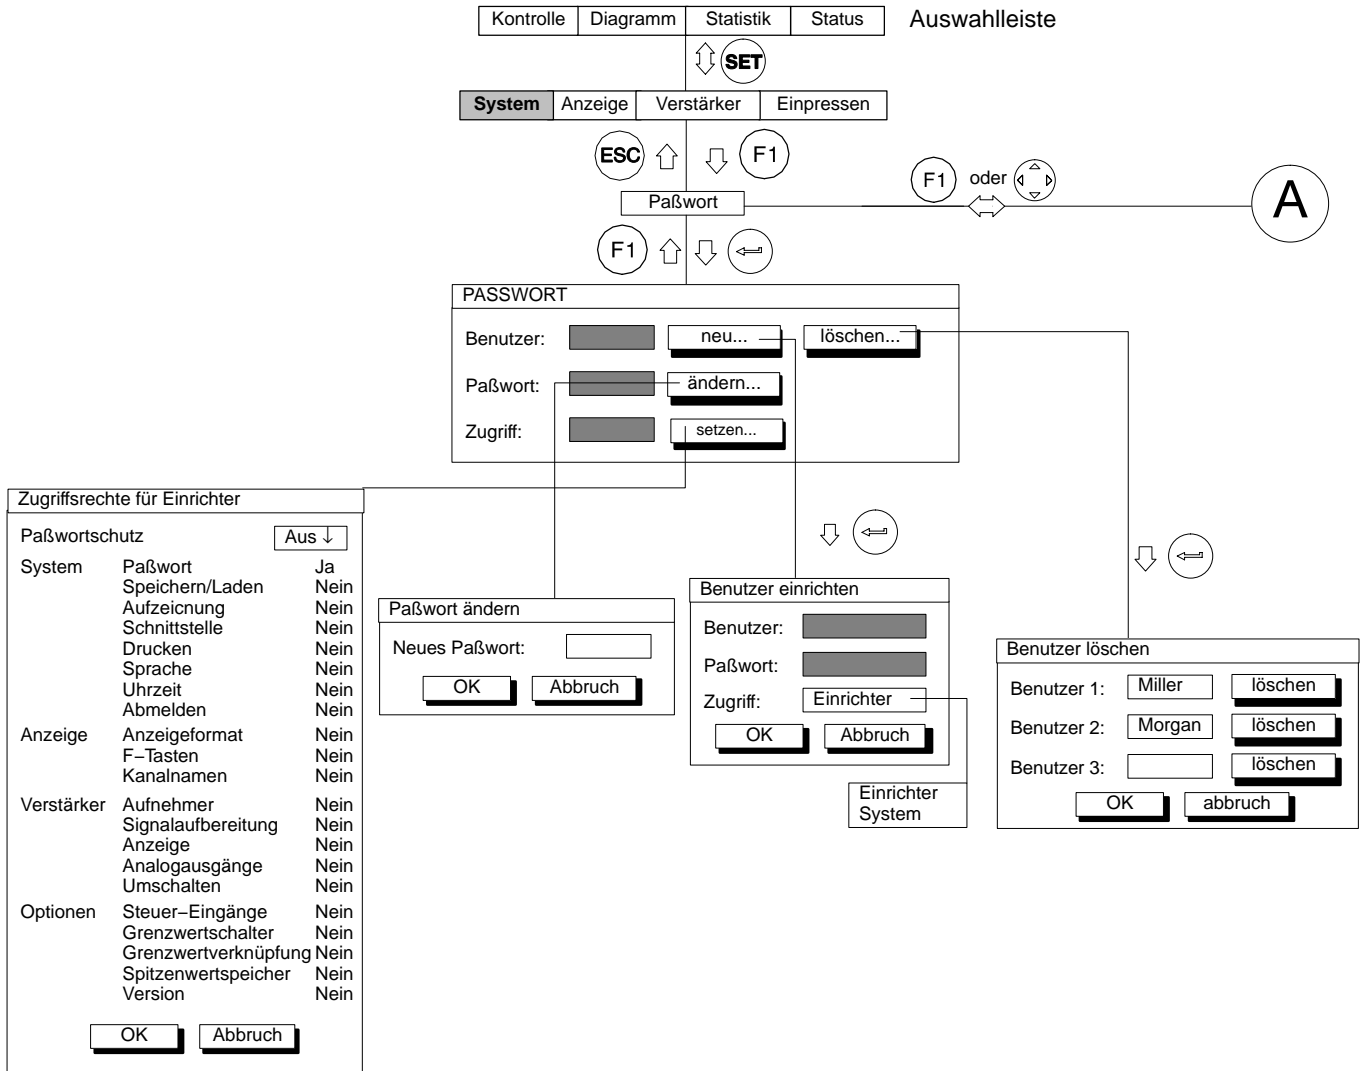 Kontrolle Diagramm Statistik Status Auswahlleiste
SET
System Anzeige Verstärker Einpressen
ESC F1
F1 oder
A
Paßwort
F1
PASSWORT
Benutzer: neu... löschen...
Paßwort: ändern...
Zugriff: setzen...
Zugriffsrechte für Einrichter
Paßwortschutz Aus ↓
System Paßwort Ja
Speichern/Laden Nein
Aufzeicnung Nein
Schnittstelle Nein
Drucken Nein
Sprache Nein
Uhrzeit Nein
Abmelden Nein
Anzeige Anzeigeformat Nein
F−Tasten Nein
Kanalnamen Nein
Verstärker Aufnehmer Nein
Signalaufbereitung Nein
Anzeige Nein
Analogausgänge Nein
Umschalten Nein
Optionen Steuer−Eingänge Nein
Grenzwertschalter Nein
Grenzwertverknüpfung Nein
Spitzenwertspeicher Nein
Version Nein
OK Abbruch
Paßwort ändern
Neues Paßwort:
OK Abbruch
Benutzer einrichten
Benutzer:
Paßwort:
Zugriff: Einrichter
OK Abbruch
Einrichter
System
Benutzer löschen
Benutzer 1: Miller löschen
Benutzer 2: Morgan löschen
Benutzer 3: löschen
OK abbruch